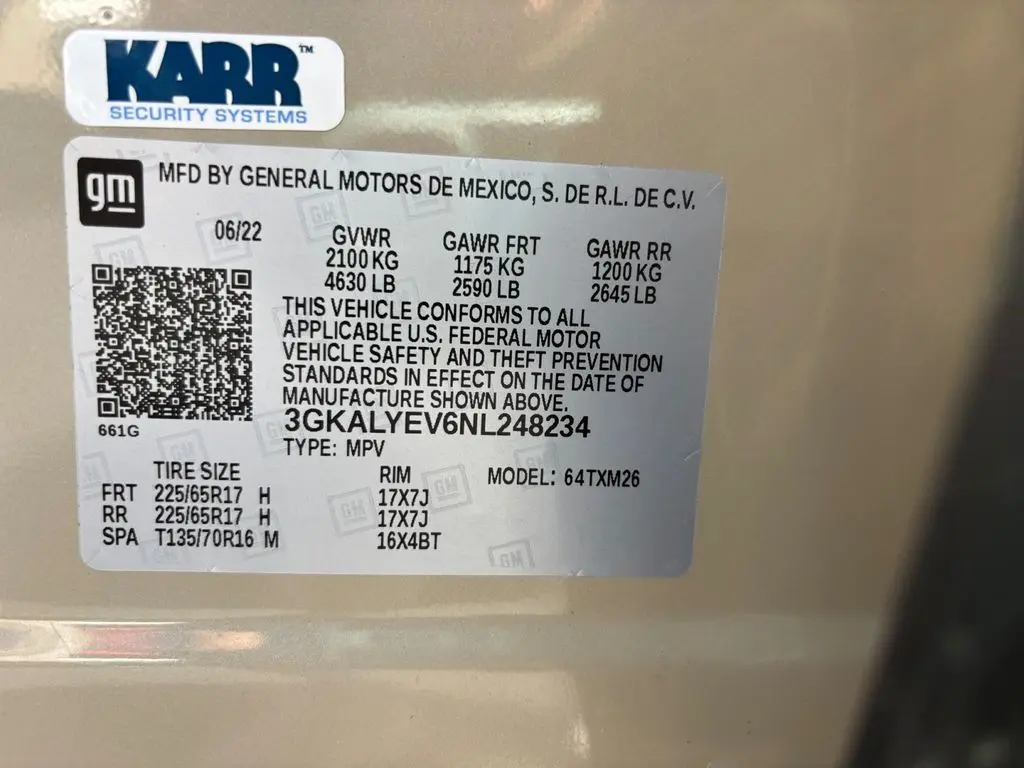 KARR™
SECURITY SYSTEMS
gm
MFD BY GENERAL MOTORS DE MEXICO, S. DE R.L. DE C.V.
06/22
GVWR GAWR FRT GAWR RR
2100 KG 1175 KG 1200 KG
4630 LB 2590 LB 2645 LB
THIS VEHICLE CONFORMS TO ALL
APPLICABLE U.S. FEDERAL MOTOR
VEHICLE SAFETY AND THEFT PREVENTION
STANDARDS IN EFFECT ON THE DATE OF
MANUFACTURE SHOWN ABOVE.
661G
3GKALYEV6NL248234
TYPE: MPV
TIRE SIZE RIM MODEL: 64TXM26
FRT 225/65R17 H 17X7J
RR 225/65R17 H 17X7J
SPA T135/70R16 M 16X4BT